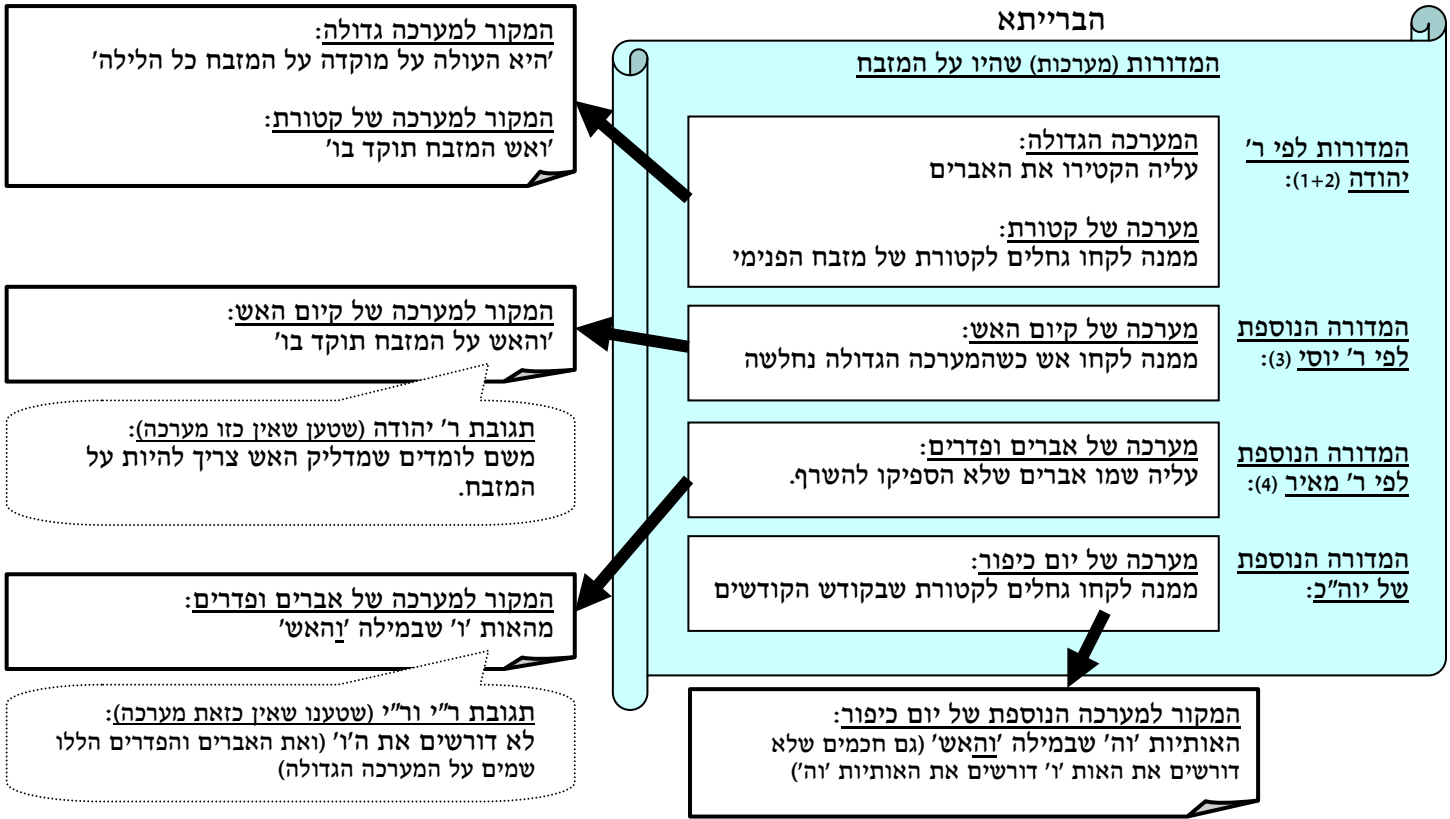 הברייתא
המדורות (מערכות) שהיו על המזבח
המדורות לפי ר'
יהודה (1+2):
המערכה הגדולה:
עליה הקטירו את האברים
מערכה של קטורת:
ממנה לקחו גחלים לקטורת של מזבח הפנימי
המקור למערכה גדולה:
'היא העולה על מוקדה על המזבח כל הלילה'
המקור למערכה של קטורת:
'ואש המזבח תוקד בו'
המדורה הנוספת
לפי ר' יוסי (3):
מערכה של קיום האש:
ממנה לקחו אש כשהמערכה הגדולה נחלשה
המקור למערכה של קיום האש:
'והאש על המזבח תוקד בו'
תגובת ר' יהודה (שטען שאין כזו מערכה):
משם לומדים שמדליק האש צריך להיות על
המזבח.
המדורה הנוספת
לפי ר' מאיר (4):
מערכה של אברים ופדרים:
עליה שמו אברים שלא הספיקו להשרף.
המקור למערכה של אברים ופדרים:
מהאות 'ו' שבמילה 'והאש'
תגובת ר"י ור"י (שטענו שאין כזאת מערכה):
לא דורשים את ה'ו' (ואת האברים והפדרים הללו
שמים על המערכה הגדולה)
המדורה הנוספת
של יוה"כ:
מערכה של יום כיפור:
ממנה לקחו גחלים לקטורת שבקודש הקודשים
המקור למערכה הנוספת של יום כיפור:
האותיות 'וה' שבמילה 'והאש' (גם חכמים שלא
דורשים את האות 'ו' דורשים את האותיות 'וה')